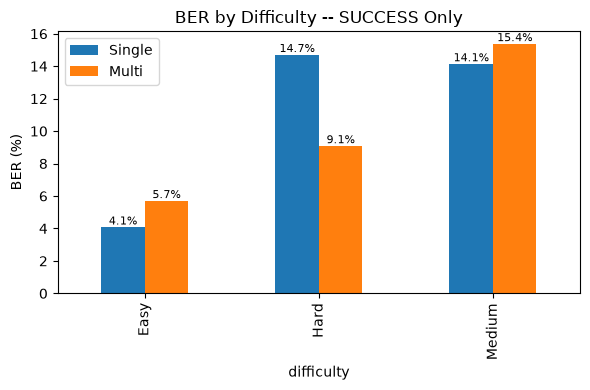 BER by Difficulty -- SUCCESS Only
Single
Multi
BER (%)
16
14
12
10
8
6
4
2
0
4.1%
5.7%
14.7%
9.1%
14.1%
15.4%
Easy
Hard
Medium
difficulty